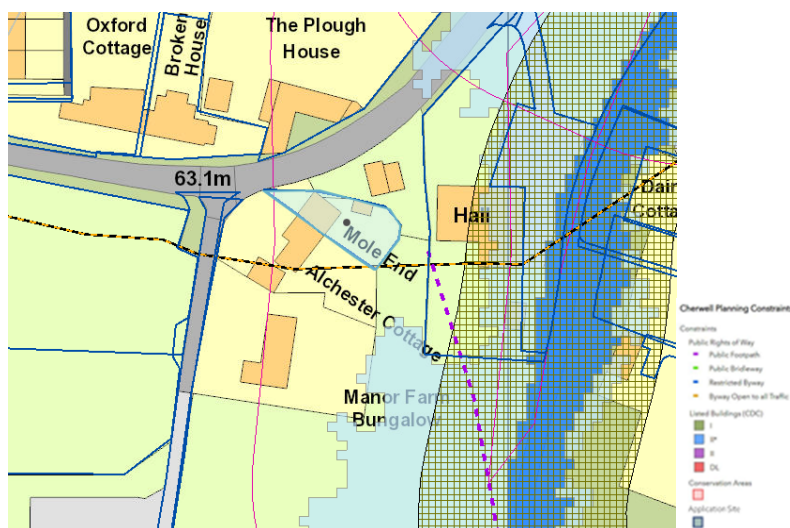 Oxford
Cottage
Broken
House
The Plough
House
63.1m
Hall
Mole End
Alchester Cottage
Manor Farm
Bungalow
Cherwell Planning Constraint
Constraints
Public Rights of Way
Public Footpath
Public Bridleway
Restricted Byway
Byway Open to all Traffic
Listed Buildings (CDC)
I
II*
II
DL
Conservation Areas
Application Site